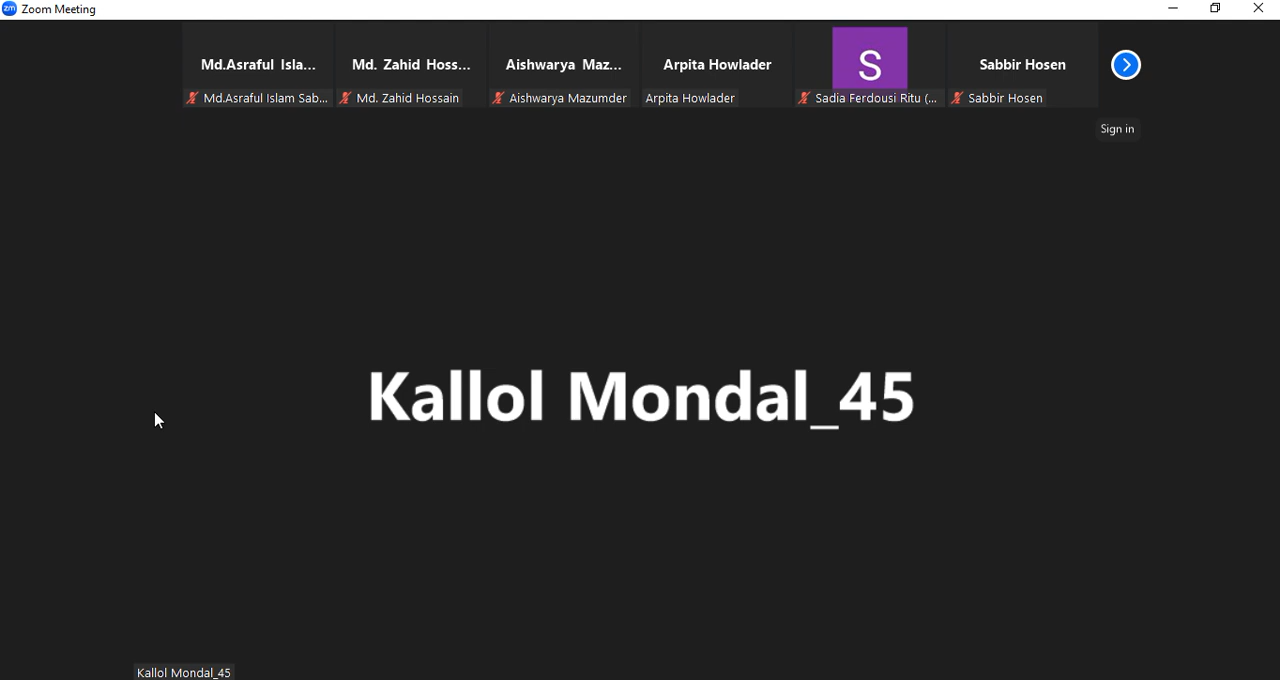 zm Zoom Meeting
Md.Asraful Isla... Md. Zahid Hoss... Aishwarya Maz... Arpita Howlader S Sabbir Hosen
Md.Asraful Islam Sab... Md. Zahid Hossain Aishwarya Mazumder Arpita Howlader Sadia Ferdousi Ritu (... Sabbir Hosen
Sign in
Kallol Mondal_45
Kallol Mondal_45